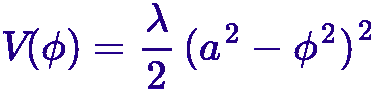 V(ϕ) = λ/2 (a² − ϕ²)²